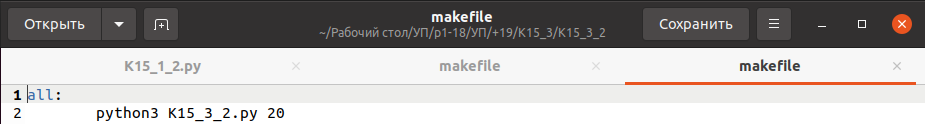 Открыть
makefile
~/Рабочий стол/УП/р1-18/УП/+19/K15_3/K15_3_2
Сохранить
K15_1_2.py
makefile
makefile
1 all:
2 python3 K15_3_2.py 20